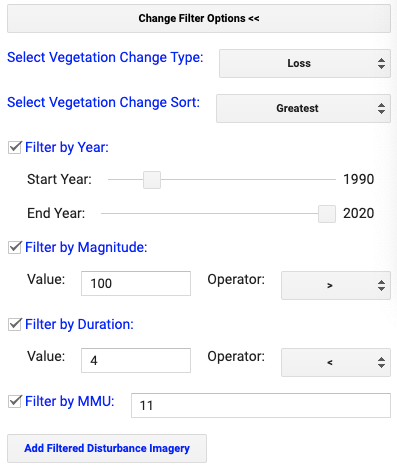 Change Filter Options <<
Select Vegetation Change Type: Loss
Select Vegetation Change Sort: Greatest
Filter by Year:
Start Year: 1990
End Year: 2020
Filter by Magnitude:
Value: 100 Operator: >
Filter by Duration:
Value: 4 Operator: <
Filter by MMU: 11
Add Filtered Disturbance Imagery